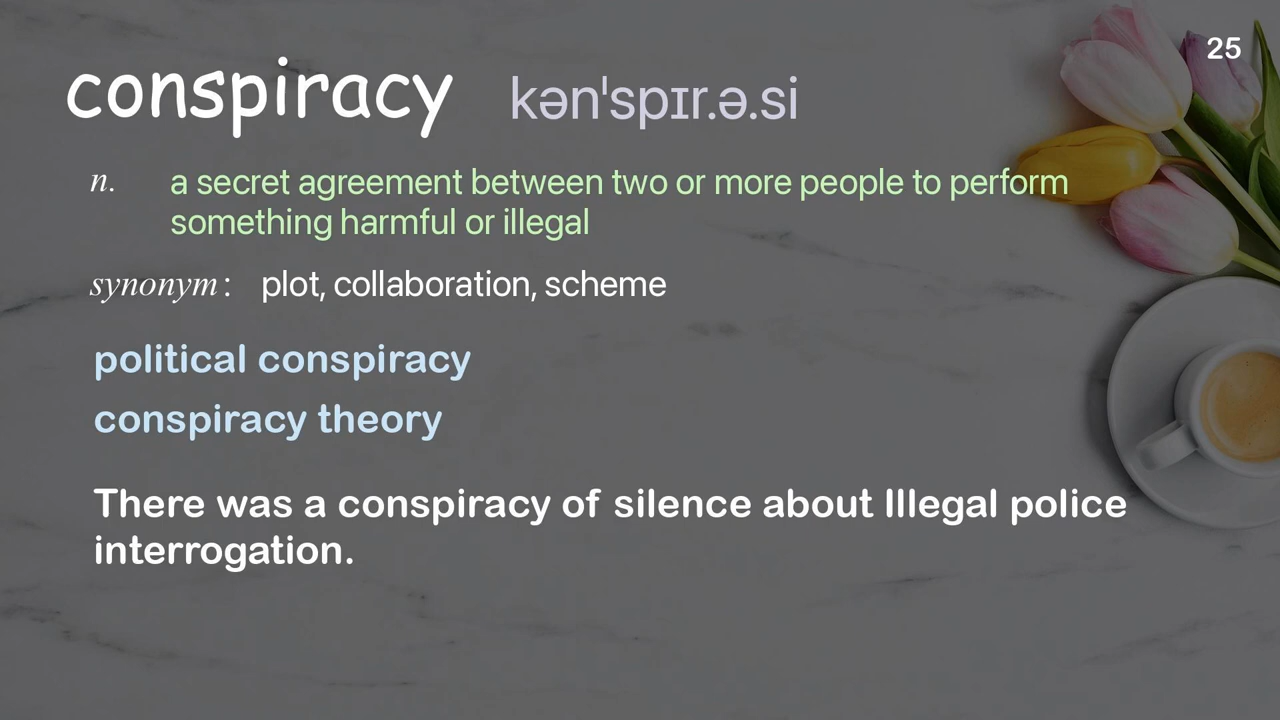 25
conspiracy kənˈspɪr.ə.si
n. a secret agreement between two or more people to perform
something harmful or illegal
synonym : plot, collaboration, scheme
political conspiracy
conspiracy theory
There was a conspiracy of silence about Illegal police
interrogation.